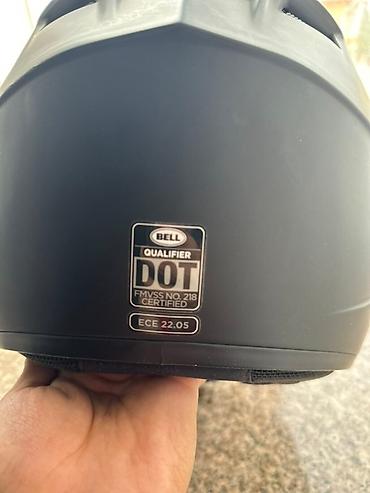 BELL
QUALIFIER
DOT
FMVSS NO. 218
CERTIFIED
ECE 22.05